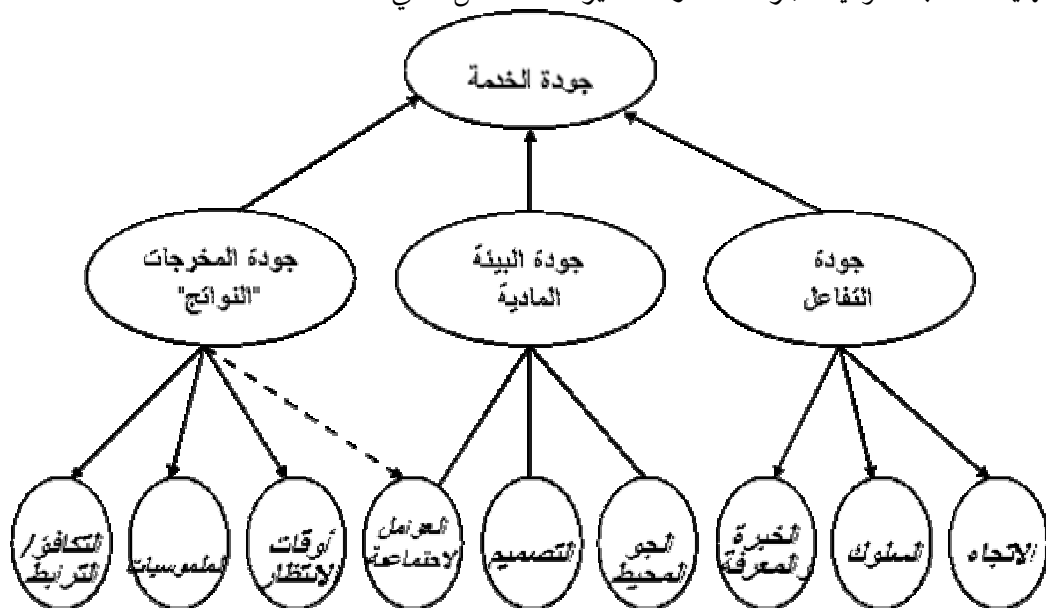 جودة الخدمة
جودة
التفاعل
جودة البيئة
المادية
جودة المخرجات
"النواتج"
الاتجاه
السلوك
الخبرة
والمعرفة
الجو
المحيط
التصميم
العوامل
الاجتماعية
أوقات
الانتظار
الملموسيات
التكافؤ/
الترابط